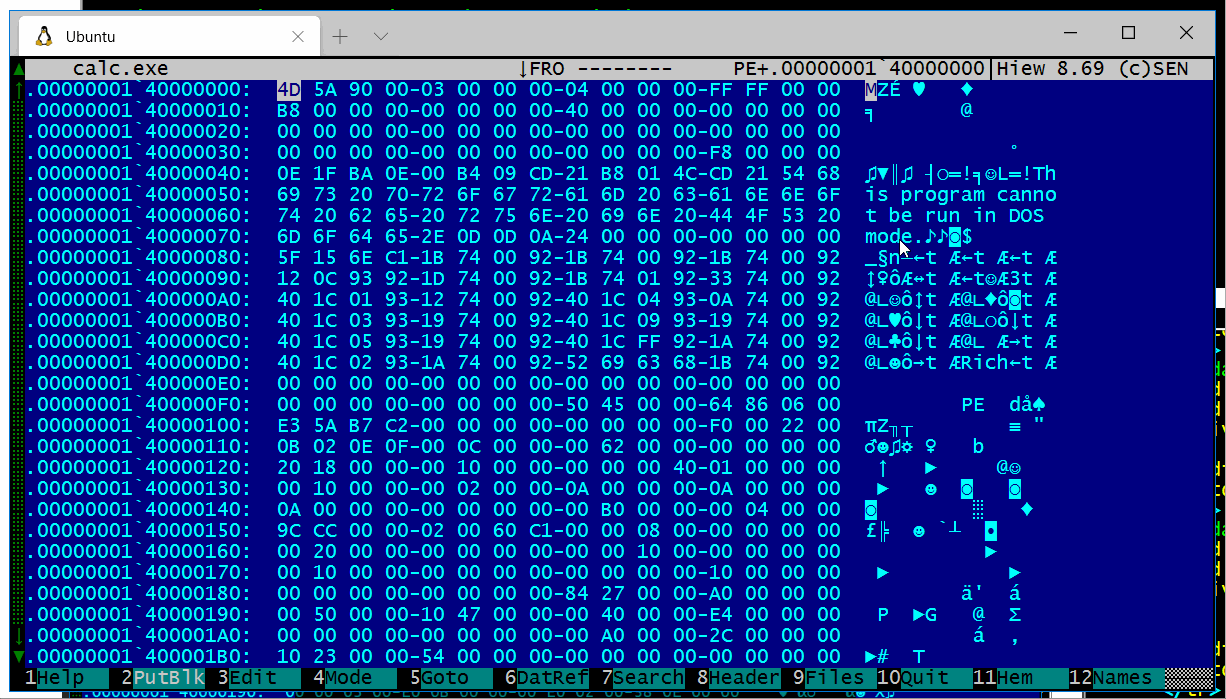 Ubuntu
calc.exe ↓FRO -------- PE+.00000001`40000000│Hiew 8.69 (c)SEN
.00000001`40000000: 4D 5A 90 00-03 00 00 00-04 00 00 00-FF FF 00 00 MZÉ ♥ ♦
.00000001`40000010: B8 00 00 00-00 00 00 00-40 00 00 00-00 00 00 00 ╕ @
.00000001`40000020: 00 00 00 00-00 00 00 00-00 00 00 00-00 00 00 00
.00000001`40000030: 00 00 00 00-00 00 00 00-00 00 00 00-F8 00 00 00 °
.00000001`40000040: 0E 1F BA 0E-00 B4 09 CD-21 B8 01 4C-CD 21 54 68 ♫▼║♫ ┤○═!╕☺L═!Th
.00000001`40000050: 69 73 20 70-72 6F 67 72-61 6D 20 63-61 6E 6E 6F is program canno
.00000001`40000060: 74 20 62 65-20 72 75 6E-20 69 6E 20-44 4F 53 20 t be run in DOS
.00000001`40000070: 6D 6F 64 65-2E 0D 0D 0A-24 00 00 00-00 00 00 00 mode.♪♪◙$
.00000001`40000080: 5F 15 6E C1-1B 74 00 92-1B 74 00 92-1B 74 00 92 _§n┴←t Æ←t Æ←t Æ
.00000001`40000090: 12 0C 93 92-1D 74 00 92-1B 74 01 92-33 74 00 92 ↕♀ôÆ↔t Æ←t☺Æ3t Æ
.00000001`400000A0: 40 1C 01 93-12 74 00 92-40 1C 04 93-0A 74 00 92 @∟☺ô↕t Æ@∟♦ô◙t Æ
.00000001`400000B0: 40 1C 03 93-19 74 00 92-40 1C 09 93-19 74 00 92 @∟♥ô↓t Æ@∟○ô↓t Æ
.00000001`400000C0: 40 1C 05 93-19 74 00 92-40 1C FF 92-1A 74 00 92 @∟♣ô↓t Æ@∟ Æ→t Æ
.00000001`400000D0: 40 1C 02 93-1A 74 00 92-52 69 63 68-1B 74 00 92 @∟☻ô→t ÆRich←t Æ
.00000001`400000E0: 00 00 00 00-00 00 00 00-00 00 00 00-00 00 00 00
.00000001`400000F0: 00 00 00 00-00 00 00 00-50 45 00 00-64 86 06 00 PE då♠
.00000001`40000100: E3 5A B7 C2-00 00 00 00-00 00 00 00-F0 00 22 00 πZ╖┬ ≡ "
.00000001`40000110: 0B 02 0E 0F-00 0C 00 00-00 62 00 00-00 00 00 00 ♂☻♫☼ ♀ b
.00000001`40000120: 20 18 00 00-00 10 00 00-00 00 00 40-01 00 00 00 ↑ ► @☺
.00000001`40000130: 00 10 00 00-00 02 00 00-0A 00 00 00-0A 00 00 00 ► ☻ ◙ ◙
.00000001`40000140: 0A 00 00 00-00 00 00 00-00 B0 00 00-00 04 00 00 ◙ ░ ♦
.00000001`40000150: 9C CC 00 00-02 00 60 C1-00 00 08 00-00 00 00 00 £╠ ☻ `┴ ◘
.00000001`40000160: 00 20 00 00-00 00 00 00-00 00 10 00-00 00 00 00 ►
.00000001`40000170: 00 10 00 00-00 00 00 00-00 00 00 00-10 00 00 00 ► ►
.00000001`40000180: 00 00 00 00-00 00 00 00-84 27 00 00-A0 00 00 00 ä' á
.00000001`40000190: 00 50 00 00-10 47 00 00-00 40 00 00-E4 00 00 00 P ►G @ Σ
.00000001`400001A0: 00 00 00 00-00 00 00 00-00 A0 00 00-2C 00 00 00 á ,
.00000001`400001B0: 10 23 00 00-54 00 00 00-00 00 00 00-00 00 00 00 ►# T
1Help 2PutBlk 3Edit 4Mode 5Goto 6DatRef 7Search 8Header 9Files 10Quit 11Hem 12Names